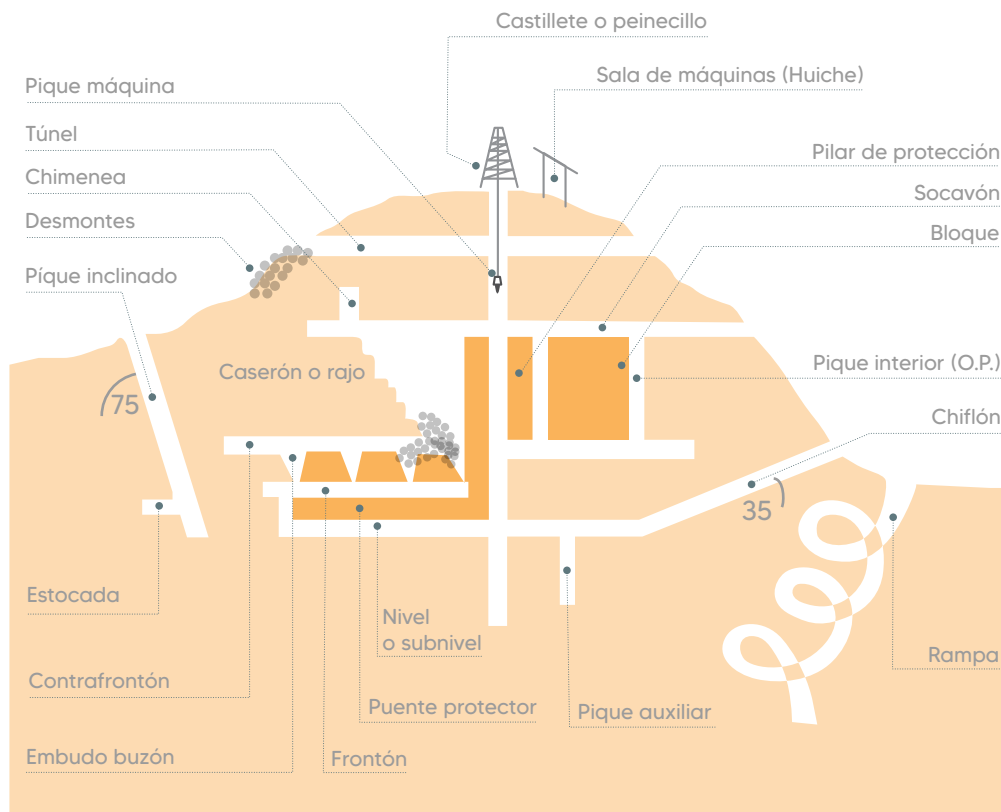 Castillete o peinecillo
Sala de máquinas (Huiche)
Pique máquina
Túnel
Pilar de protección
Chimenea
Socavón
Desmontes
Bloque
Píque inclinado
Pique interior (O.P.)
Caserón o rajo
75
Chiflón
35
Estocada
Nivel
o subnivel
Rampa
Contrafrontón
Puente protector
Pique auxiliar
Embudo buzón
Frontón